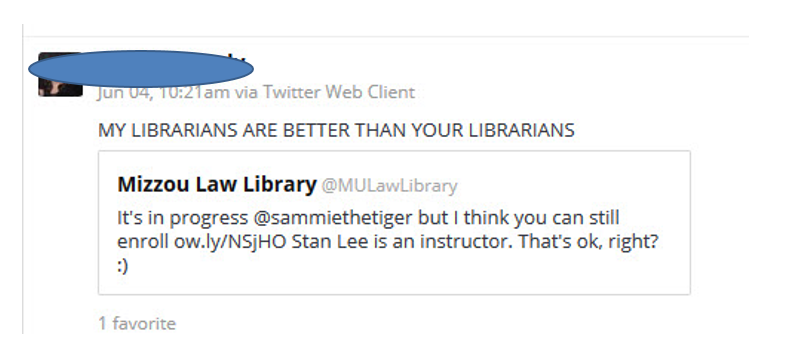 Jun 04, 10:21am via Twitter Web Client
MY LIBRARIANS ARE BETTER THAN YOUR LIBRARIANS
Mizzou Law Library @MULawLibrary
It's in progress @sammiethetiger but I think you can still
enroll ow.ly/NSjHO Stan Lee is an instructor. That's ok, right?
:)
1 favorite